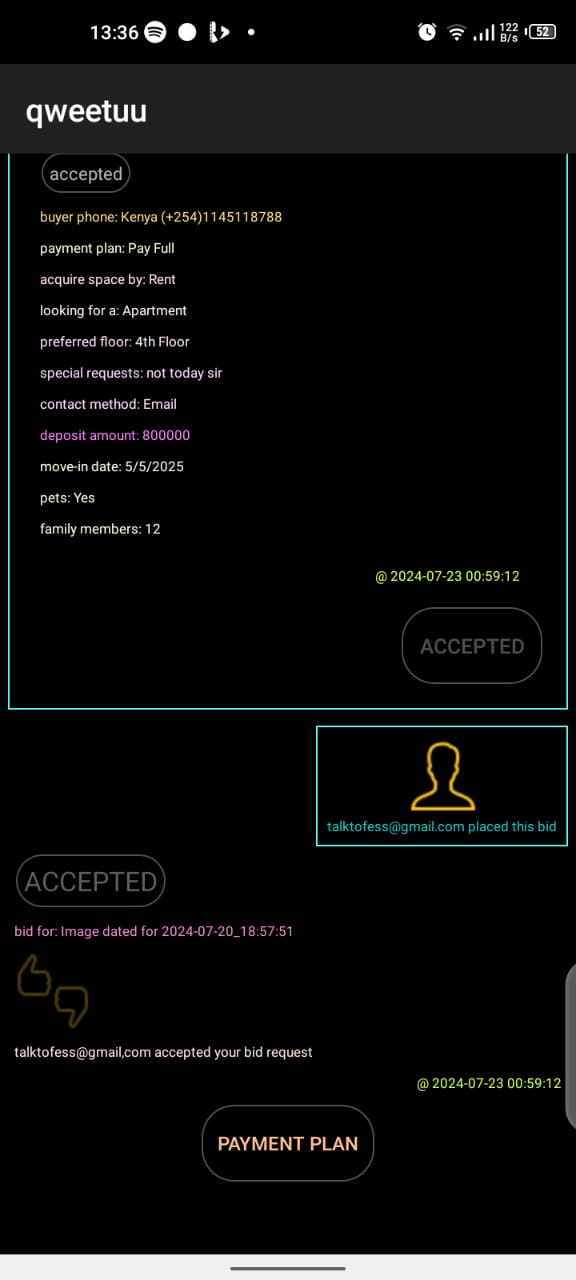 13:36
122
B/s
52
qweetuu
accepted
buyer phone: Kenya (+254)1145118788
payment plan: Pay Full
acquire space by: Rent
looking for a: Apartment
preferred floor: 4th Floor
special requests: not today sir
contact method: Email
deposit amount: 800000
move-in date: 5/5/2025
pets: Yes
family members: 12
@ 2024-07-23 00:59:12
ACCEPTED
talktofess@gmail.com placed this bid
ACCEPTED
bid for: Image dated for 2024-07-20_18:57:51
talktofess@gmail,com accepted your bid request
@ 2024-07-23 00:59:12
PAYMENT PLAN